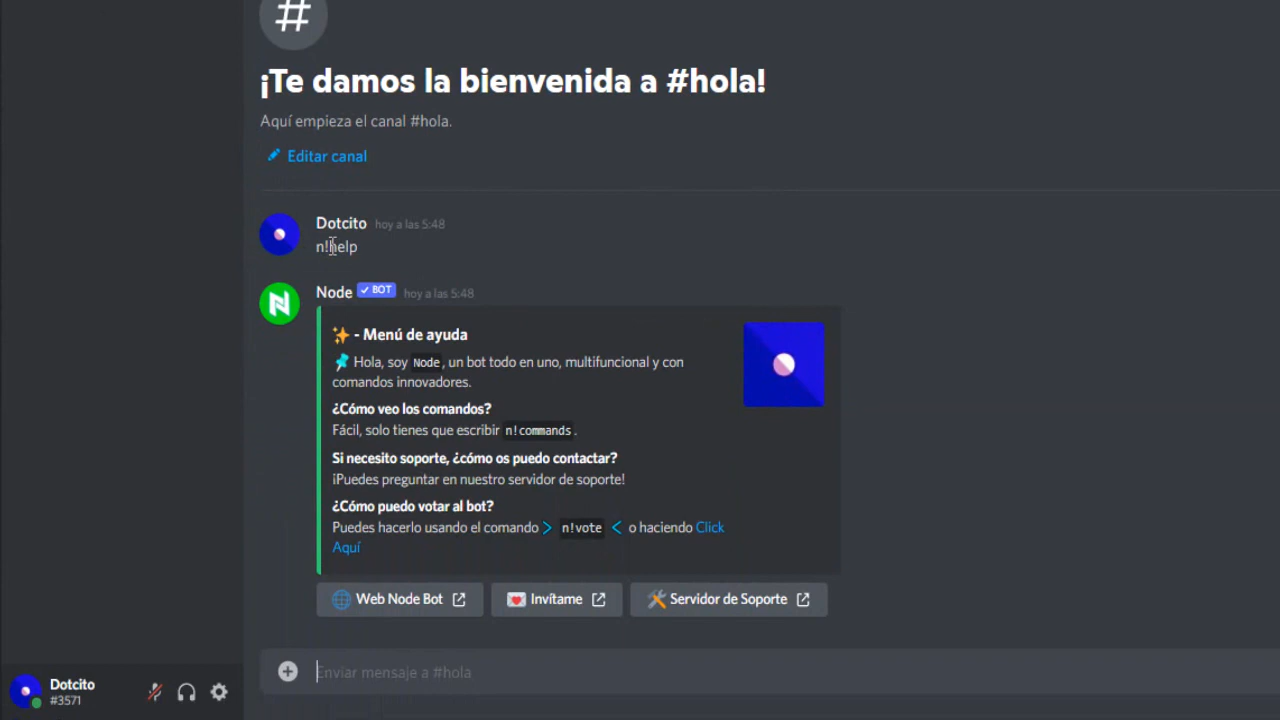 #
¡Te damos la bienvenida a #hola!
Aquí empieza el canal #hola.
Editar canal
Dotcito hoy a las 5:48
n!help
Node ✓ BOT hoy a las 5:48
✨ - Menú de ayuda
📌 Hola, soy Node, un bot todo en uno, multifuncional y con
comandos innovadores.
¿Cómo veo los comandos?
Fácil, solo tienes que escribir n!commands.
Si necesito soporte, ¿cómo os puedo contactar?
¡Puedes preguntar en nuestro servidor de soporte!
¿Cómo puedo votar al bot?
Puedes hacerlo usando el comando > n!vote < o haciendo Click
Aquí
Web Node Bot
Invítame
Servidor de Soporte
Enviar mensaje a #hola
Dotcito
#3571